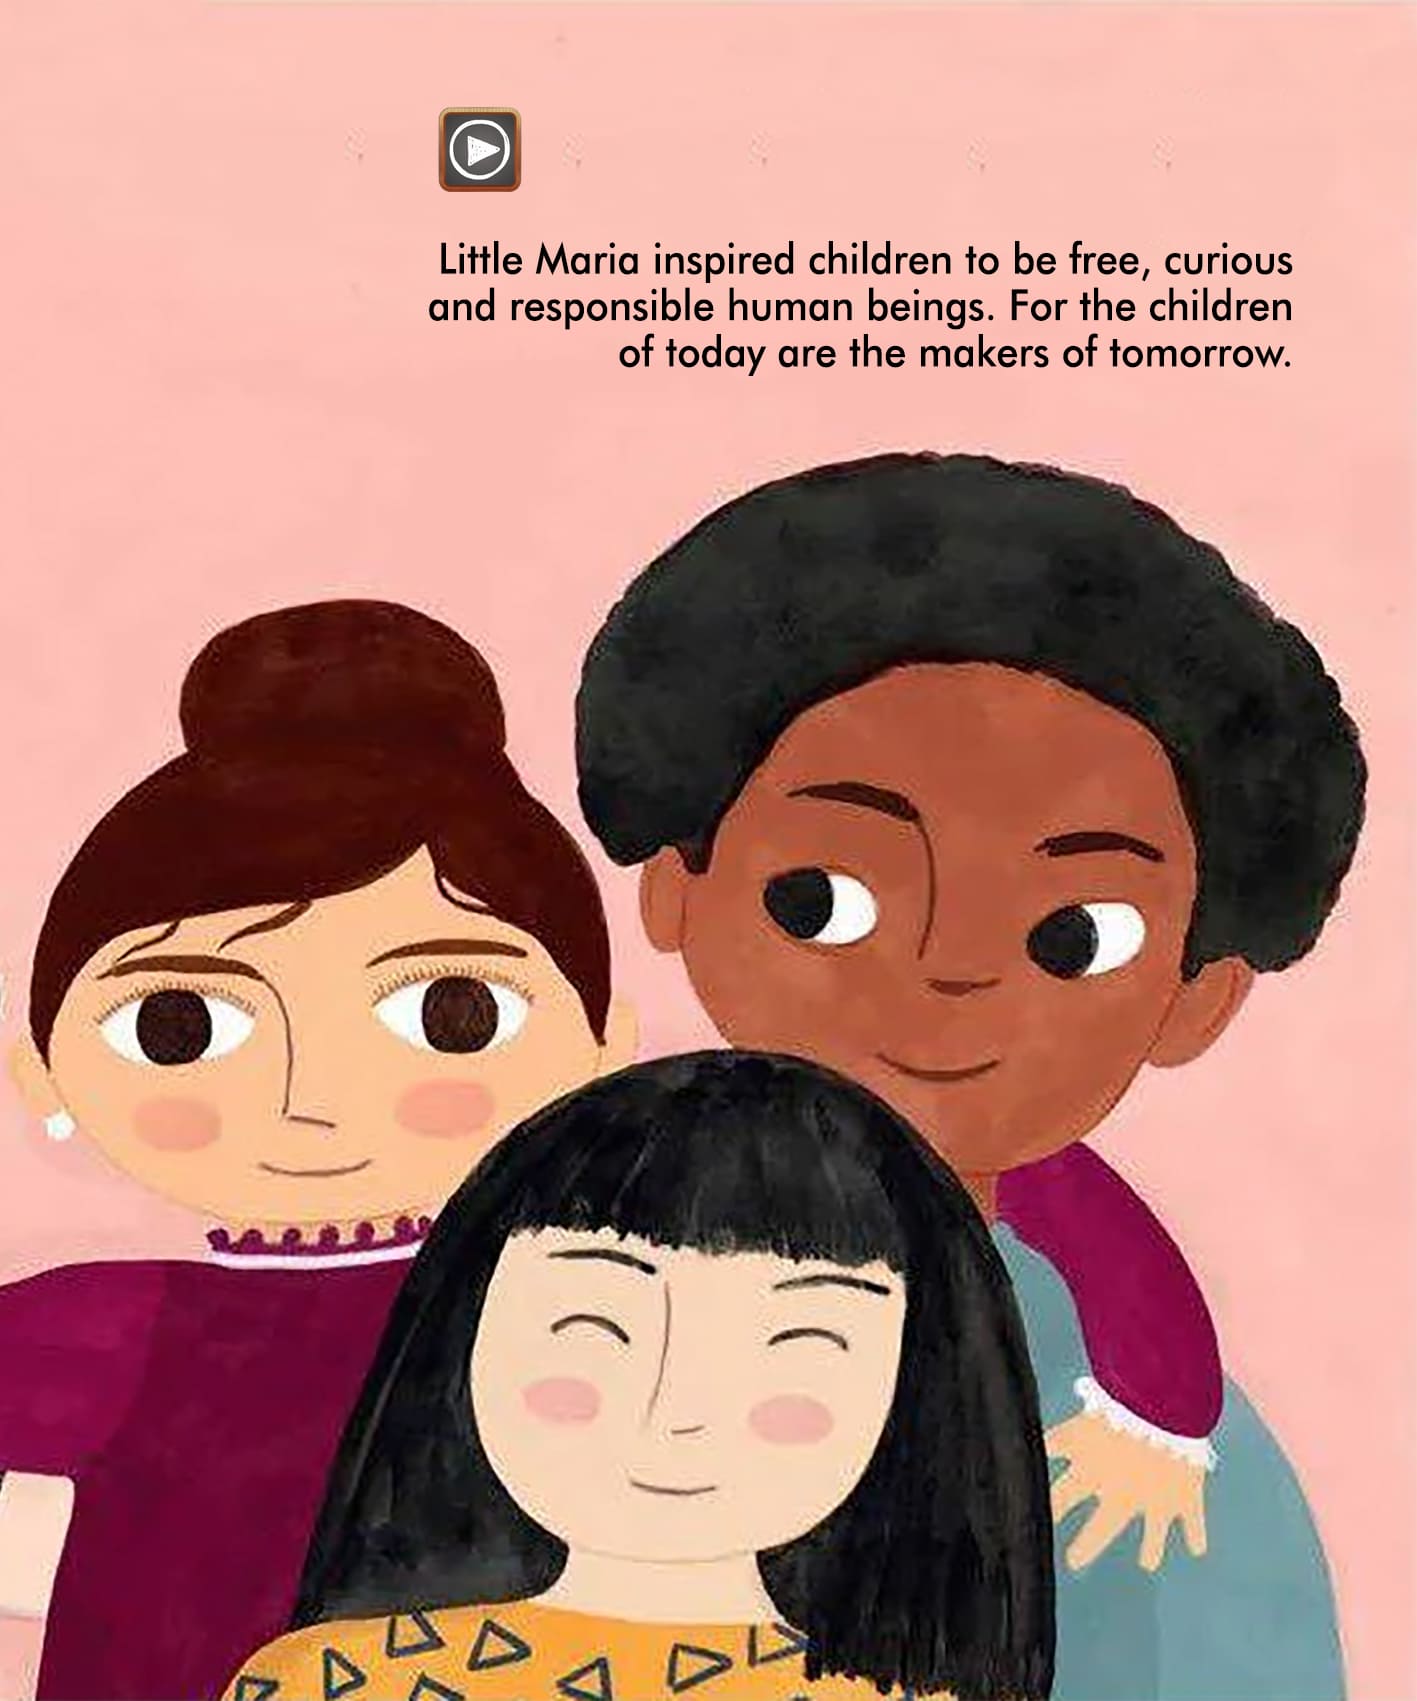 Little Maria inspired children to be free, curious
and responsible human beings. For the children
of today are the makers of tomorrow.